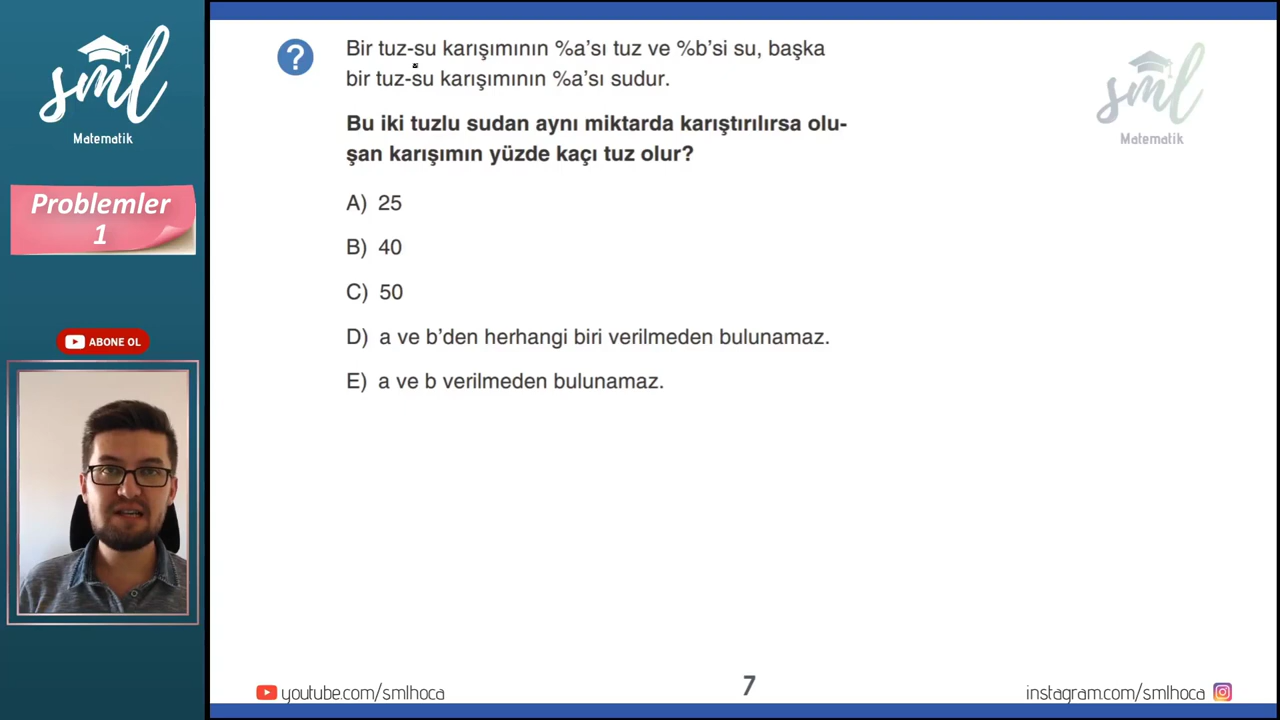 sml
Matematik
Problemler
1
ABONE OL
?
Bir tuz-su karışımının %a’sı tuz ve %b’si su, başka
bir tuz-su karışımının %a’sı sudur.
Bu iki tuzlu sudan aynı miktarda karıştırılırsa olu-
şan karışımın yüzde kaçı tuz olur?
A) 25
B) 40
C) 50
D) a ve b’den herhangi biri verilmeden bulunamaz.
E) a ve b verilmeden bulunamaz.
sml
Matematik
youtube.com/smlhoca
7
instagram.com/smlhoca